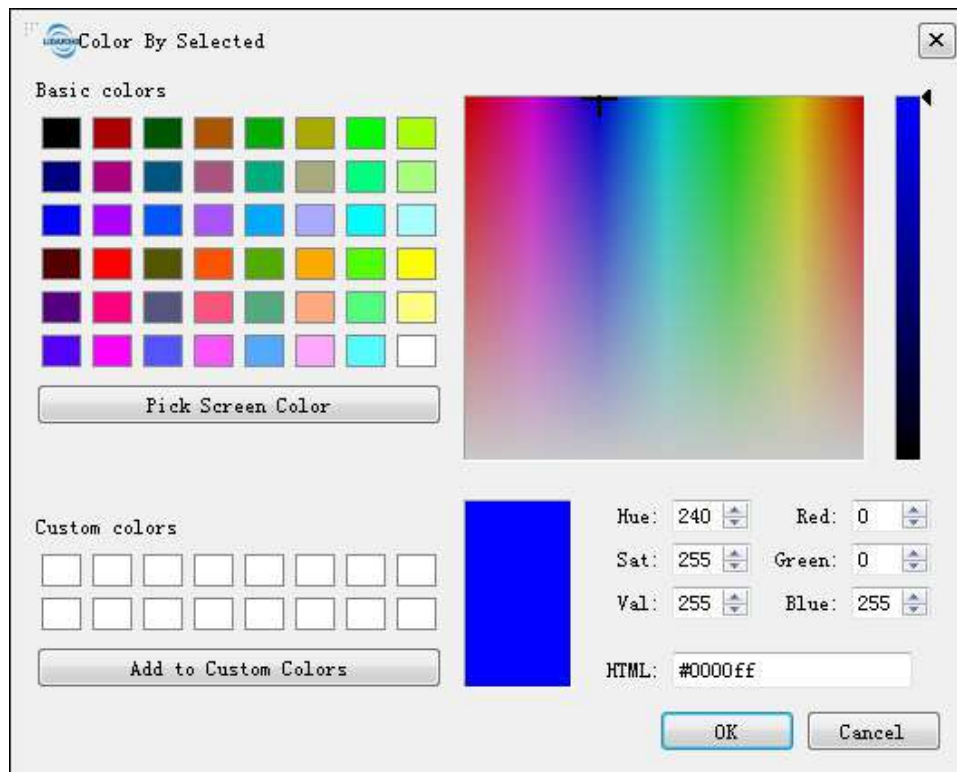 Color By Selected
Basic colors
Pick Screen Color
Custom colors
Add to Custom Colors
Hue: 240 Red: 0
Sat: 255 Green: 0
Val: 255 Blue: 255
HTML: #0000ff
OK Cancel